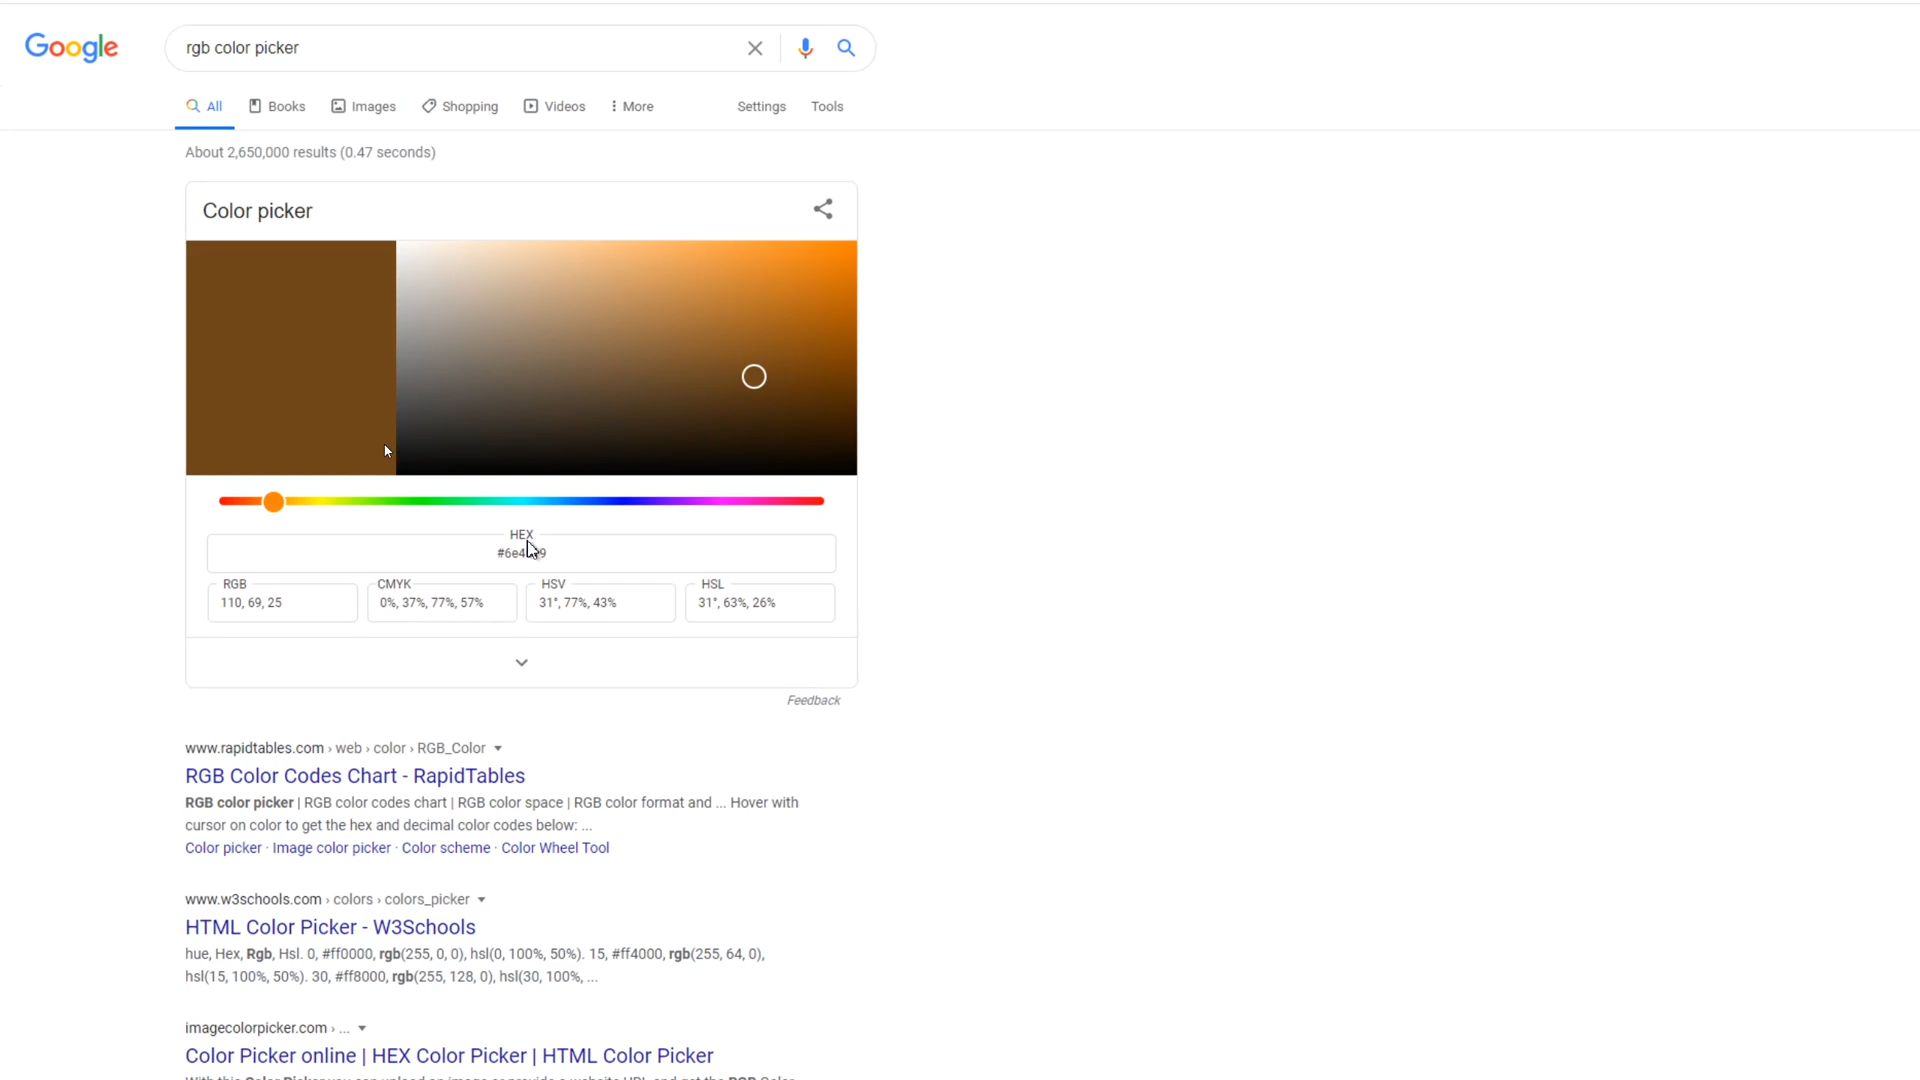 Google
rgb color picker
All Books Images Shopping Videos More Settings Tools
About 2,650,000 results (0.47 seconds)
Color picker
HEX
RGB CMYK HSV HSL
110, 69, 25 0%, 37%, 77%, 57% 31°, 77%, 43% 31°, 63%, 26%
Feedback
www.rapidtables.com › web › color › RGB_Color
RGB Color Codes Chart - RapidTables
RGB color picker | RGB color codes chart | RGB color space | RGB color format and ... Hover with
cursor on color to get the hex and decimal color codes below: ...
Color picker · Image color picker · Color scheme · Color Wheel Tool
www.w3schools.com › colors › colors_picker
HTML Color Picker - W3Schools
hue, Hex, Rgb, Hsl. 0, #ff0000, rgb(255, 0, 0), hsl(0, 100%, 50%). 15, #ff4000, rgb(255, 64, 0),
hsl(15, 100%, 50%). 30, #ff8000, rgb(255, 128, 0), hsl(30, 100%, ...
imagecolorpicker.com › ...
Color Picker online | HEX Color Picker | HTML Color Picker